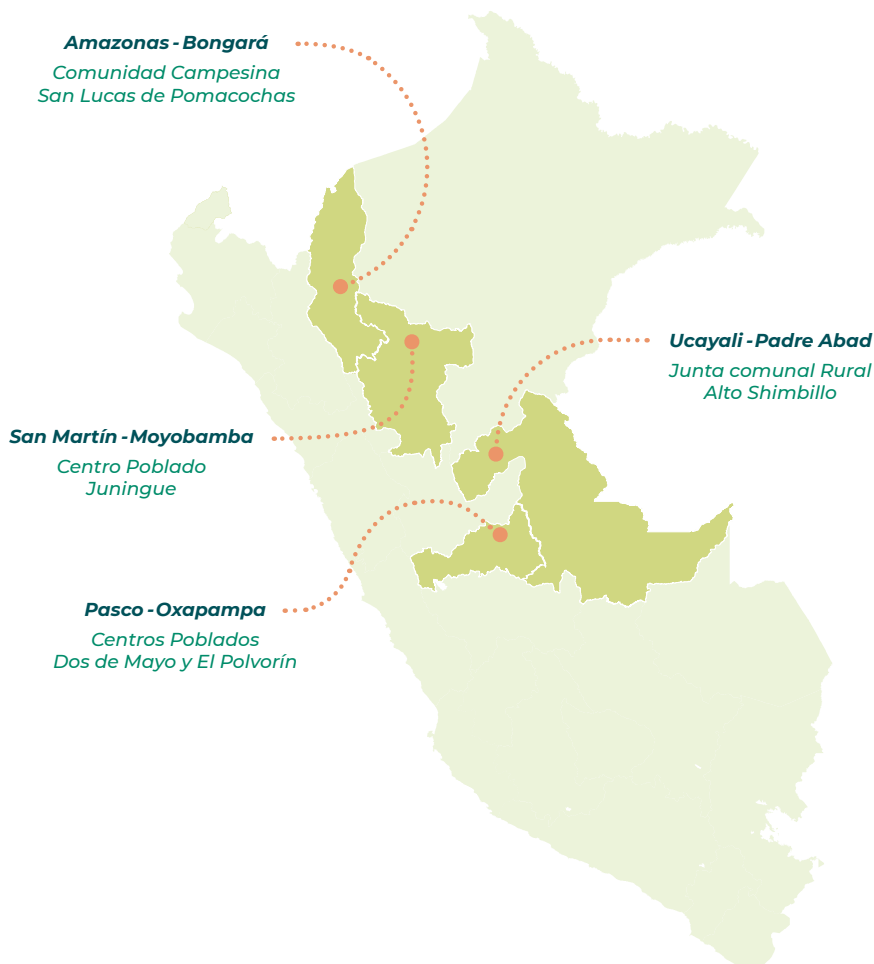 Amazonas - Bongará
Comunidad Campesina
San Lucas de Pomacochas
Ucayali - Padre Abad
Junta comunal Rural
Alto Shimbillo
San Martín - Moyobamba
Centro Poblado
Juningue
Pasco - Oxapampa
Centros Poblados
Dos de Mayo y El Polvorín